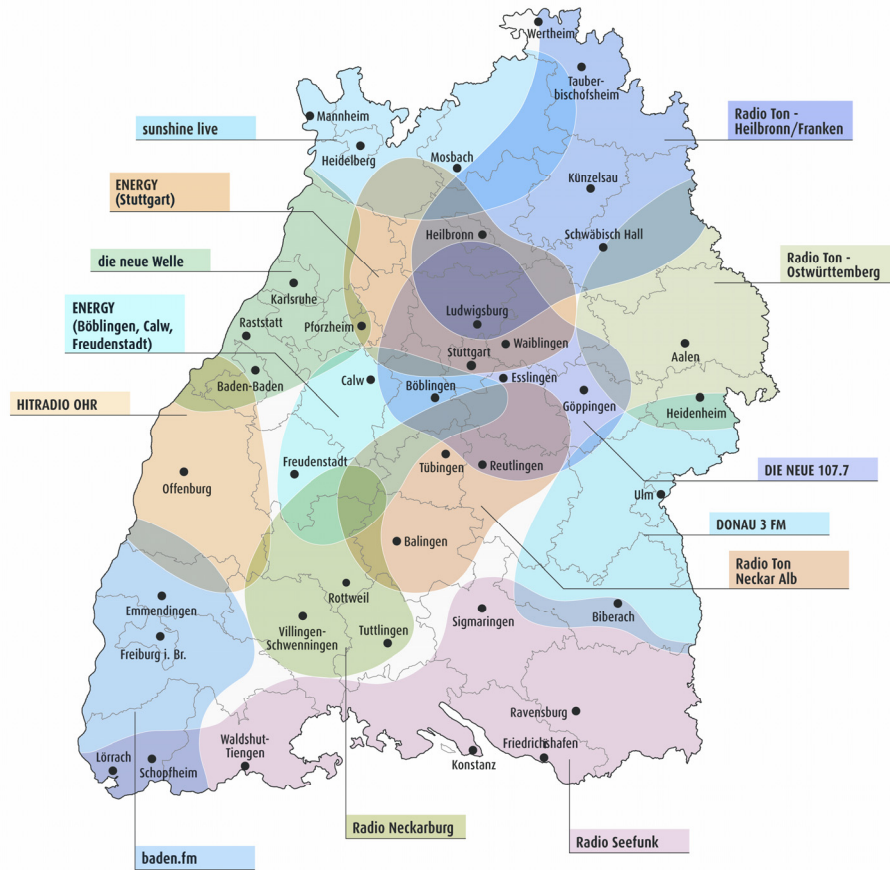 Wertheim
Tauber-
bischofsheim
Mannheim
Radio Ton -
Heilbronn/Franken
sunshine live
Heidelberg
Mosbach
ENERGY
(Stuttgart)
Künzelsau
Heilbronn
Schwäbisch Hall
die neue Welle
Radio Ton -
Ostwürttemberg
Karlsruhe
ENERGY
(Böblingen, Calw,
Freudenstadt)
Raststatt
Pforzheim
Ludwigsburg
Waiblingen
Stuttgart
Aalen
Baden-Baden
Calw
Böblingen
Esslingen
Göppingen
Heidenheim
HITRADIO OHR
Freudenstadt
Tübingen
Reutlingen
DIE NEUE 107.7
Offenburg
Ulm
DONAU 3 FM
Balingen
Radio Ton
Neckar Alb
Rottweil
Emmendingen
Villingen-
Schwenningen
Tuttlingen
Sigmaringen
Biberach
Freiburg i. Br.
Ravensburg
Waldshut-
Tiengen
Friedrichshafen
Konstanz
Lörrach
Schopfheim
Radio Neckarburg
Radio Seefunk
baden.fm